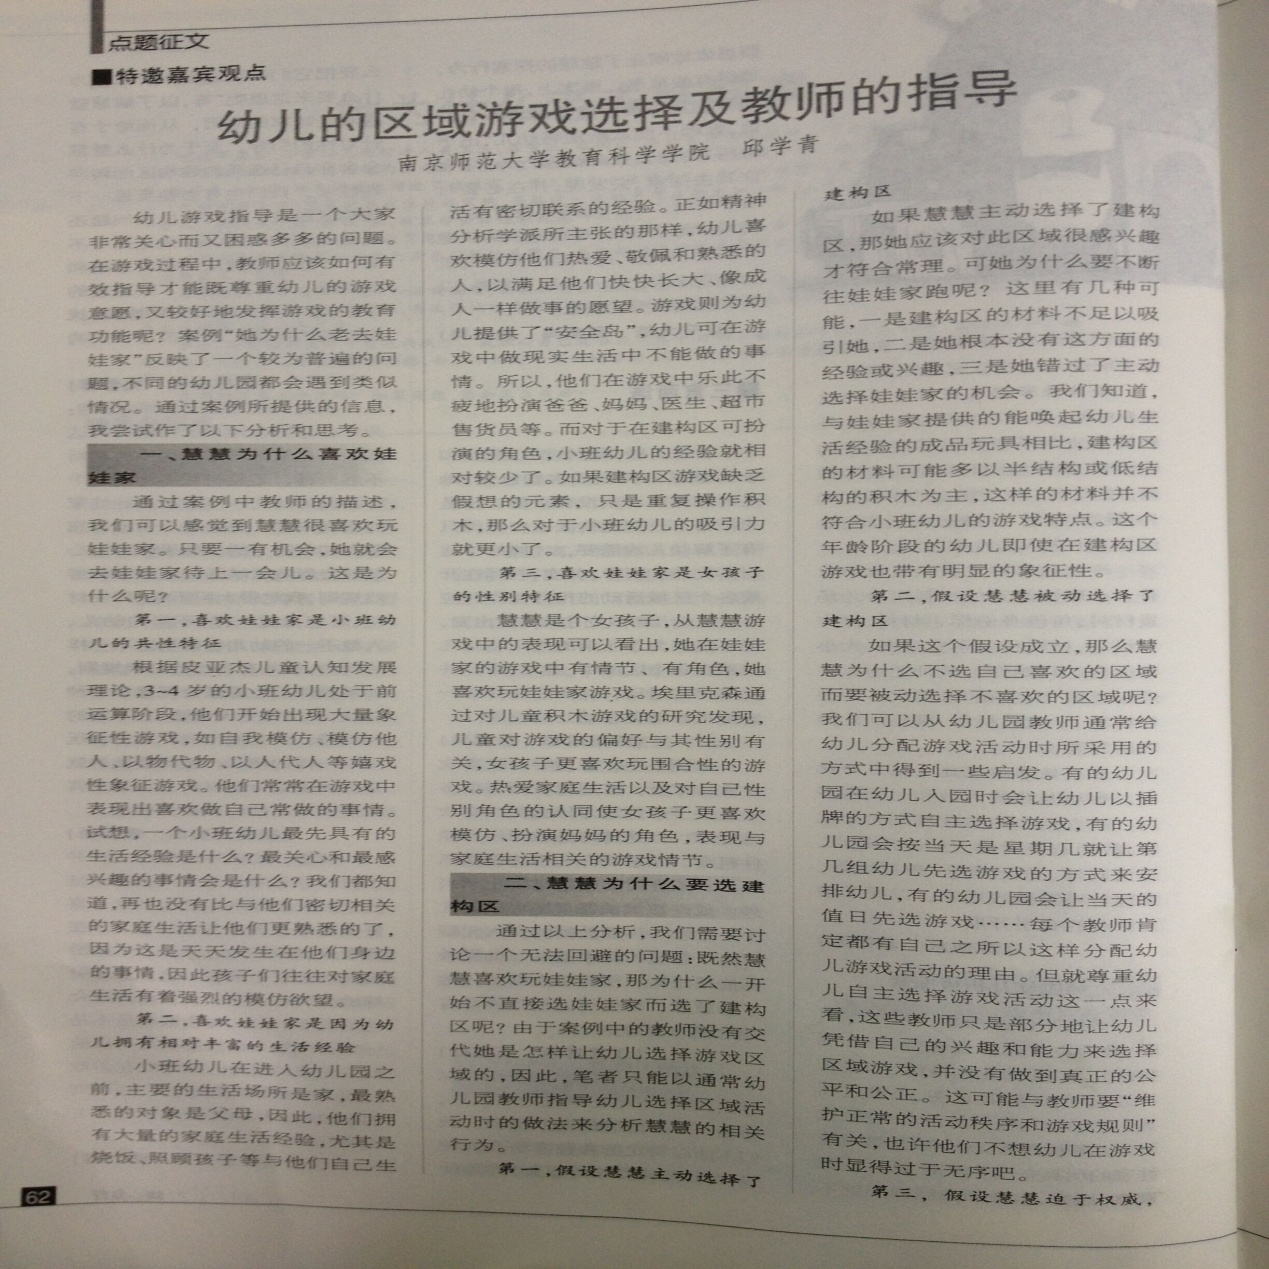 点题征文
■特邀嘉宾观点
幼儿的区域游戏选择及教师的指导
南京师范大学教育科学学院 邱学青
幼儿游戏指导是一个大家
非常关心而又困惑多多的问题。
在游戏过程中,教师应该如何有
效指导才能既尊重幼儿的游戏
意愿,又较好地发挥游戏的教育
功能呢? 案例“她为什么老去娃
娃家”反映了一个较为普遍的问
题,不同的幼儿园都会遇到类似
情况。通过案例所提供的信息,
我尝试作了以下分析和思考。
一、慧慧为什么喜欢娃
娃家
通过案例中教师的描述,
我们可以感觉到慧慧很喜欢玩
娃娃家。只要一有机会,她就会
去娃娃家待上一会儿。这是为
什么呢?
第一,喜欢娃娃家是小班幼
儿的共性特征
根据皮亚杰儿童认知发展
理论,3~4 岁的小班幼儿处于前
运算阶段,他们开始出现大量象
征性游戏,如自我模仿、模仿他
人、以物代物、以人代人等嬉戏
性象征游戏。他们常常在游戏中
表现出喜欢做自己常做的事情。
试想,一个小班幼儿最先具有的
生活经验是什么?最关心和最感
兴趣的事情会是什么?我们都知
道,再也没有比与他们密切相关
的家庭生活让他们更熟悉的了,
因为这是天天发生在他们身边
的事情,因此孩子们往往对家庭
生活有着强烈的模仿欲望。
第二,喜欢娃娃家是因为幼
儿拥有相对丰富的生活经验
小班幼儿在进入幼儿园之
前,主要的生活场所是家,最熟
悉的对象是父母,因此,他们拥
有大量的家庭生活经验,尤其是
烧饭、照顾孩子等与他们自己生
活有密切联系的经验。正如精神
分析学派所主张的那样,幼儿喜
欢模仿他们热爱、敬佩和熟悉的
人,以满足他们快快长大、像成
人一样做事的愿望。游戏则为幼
儿提供了“安全岛”,幼儿可在游
戏中做现实生活中不能做的事
情。所以,他们在游戏中乐此不
疲地扮演爸爸、妈妈、医生、超市
售货员等。而对于在建构区可扮
演的角色,小班幼儿的经验就相
对较少了。如果建构区游戏缺乏
假想的元素, 只是重复操作积
木,那么对于小班幼儿的吸引力
就更小了。
第三,喜欢娃娃家是女孩子
的性别特征
慧慧是个女孩子,从慧慧游
戏中的表现可以看出,她在娃娃
家的游戏中有情节、有角色,她
喜欢玩娃娃家游戏。埃里克森通
过对儿童积木游戏的研究发现,
儿童对游戏的偏好与其性别有
关,女孩子更喜欢玩围合性的游
戏。热爱家庭生活以及对自己性
别角色的认同使女孩子更喜欢
模仿、扮演妈妈的角色,表现与
家庭生活相关的游戏情节。
二、慧慧为什么要选建
构区
通过以上分析,我们需要讨
论一个无法回避的问题:既然慧
慧喜欢玩娃娃家,那为什么一开
始不直接选娃娃家而选了建构
区呢?由于案例中的教师没有交
代她是怎样让幼儿选择游戏区
域的,因此,笔者只能以通常幼
儿园教师指导幼儿选择区域活
动时的做法来分析慧慧的相关
行为。
第一,假设慧慧主动选择了
建构区
如果慧慧主动选择了建构
区,那她应该对此区域很感兴趣
才符合常理。可她为什么要不断
往娃娃家跑呢? 这里有几种可
能,一是建构区的材料不足以吸
引她,二是她根本没有这方面的
经验或兴趣,三是她错过了主动
选择娃娃家的机会。我们知道,
与娃娃家提供的能唤起幼儿生
活经验的成品玩具相比,建构区
的材料可能多以半结构或低结
构的积木为主,这样的材料并不
符合小班幼儿的游戏特点。这个
年龄阶段的幼儿即使在建构区
游戏也带有明显的象征性。
第二,假设慧慧被动选择了
建构区
如果这个假设成立,那么慧
慧为什么不选自己喜欢的区域
而要被动选择不喜欢的区域呢?
我们可以从幼儿园教师通常给
幼儿分配游戏活动时所采用的
方式中得到一些启发。有的幼儿
园在幼儿入园时会让幼儿以插
牌的方式自主选择游戏,有的幼
儿园会按当天是星期几就让第
几组幼儿先选游戏的方式来安
排幼儿,有的幼儿园会让当天的
值日先选游戏……每个教师肯
定都有自己之所以这样分配幼
儿游戏活动的理由。但就尊重幼
儿自主选择游戏活动这一点来
看,这些教师只是部分地让幼儿
凭借自己的兴趣和能力来选择
区域游戏,并没有做到真正的公
平和公正。这可能与教师要“维
护正常的活动秩序和游戏规则”
有关,也许他们不想幼儿在游戏
时显得过于无序吧。
第三, 假设慧慧迫于权威,
62